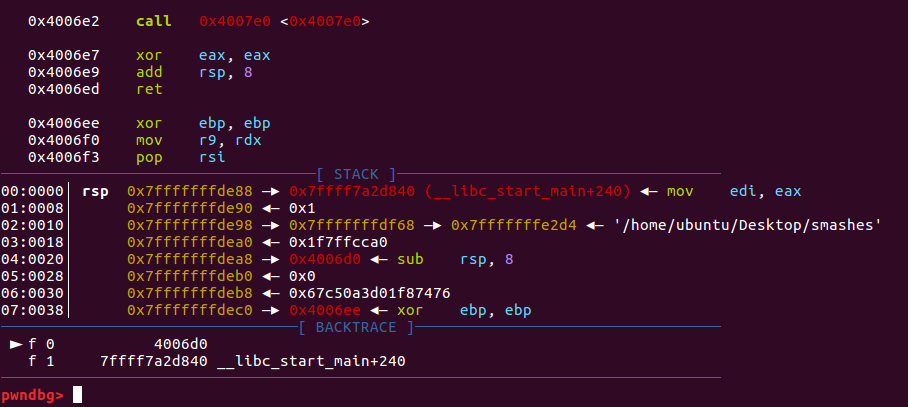 0x4006e2 call 0x4007e0 <0x4007e0>
0x4006e7 xor eax, eax
0x4006e9 add rsp, 8
0x4006ed ret
0x4006ee xor ebp, ebp
0x4006f0 mov r9, rdx
0x4006f3 pop rsi
[ STACK ]
00:0000│ rsp 0x7fffffffde88 —▸ 0x7ffff7a2d840 (__libc_start_main+240) ◂— mov edi, eax
01:0008│ 0x7fffffffde90 ◂— 0x1
02:0010│ 0x7fffffffde98 —▸ 0x7fffffffdf68 —▸ 0x7fffffffe2d4 ◂— '/home/ubuntu/Desktop/smashes'
03:0018│ 0x7fffffffdea0 ◂— 0x1f7ffcca0
04:0020│ 0x7fffffffdea8 —▸ 0x4006d0 ◂— sub rsp, 8
05:0028│ 0x7fffffffdeb0 ◂— 0x0
06:0030│ 0x7fffffffdeb8 ◂— 0x67c50a3d01f87476
07:0038│ 0x7fffffffdec0 —▸ 0x4006ee ◂— xor ebp, ebp
[ BACKTRACE ]
► f 0 4006d0
f 1 7ffff7a2d840 __libc_start_main+240
pwndbg>